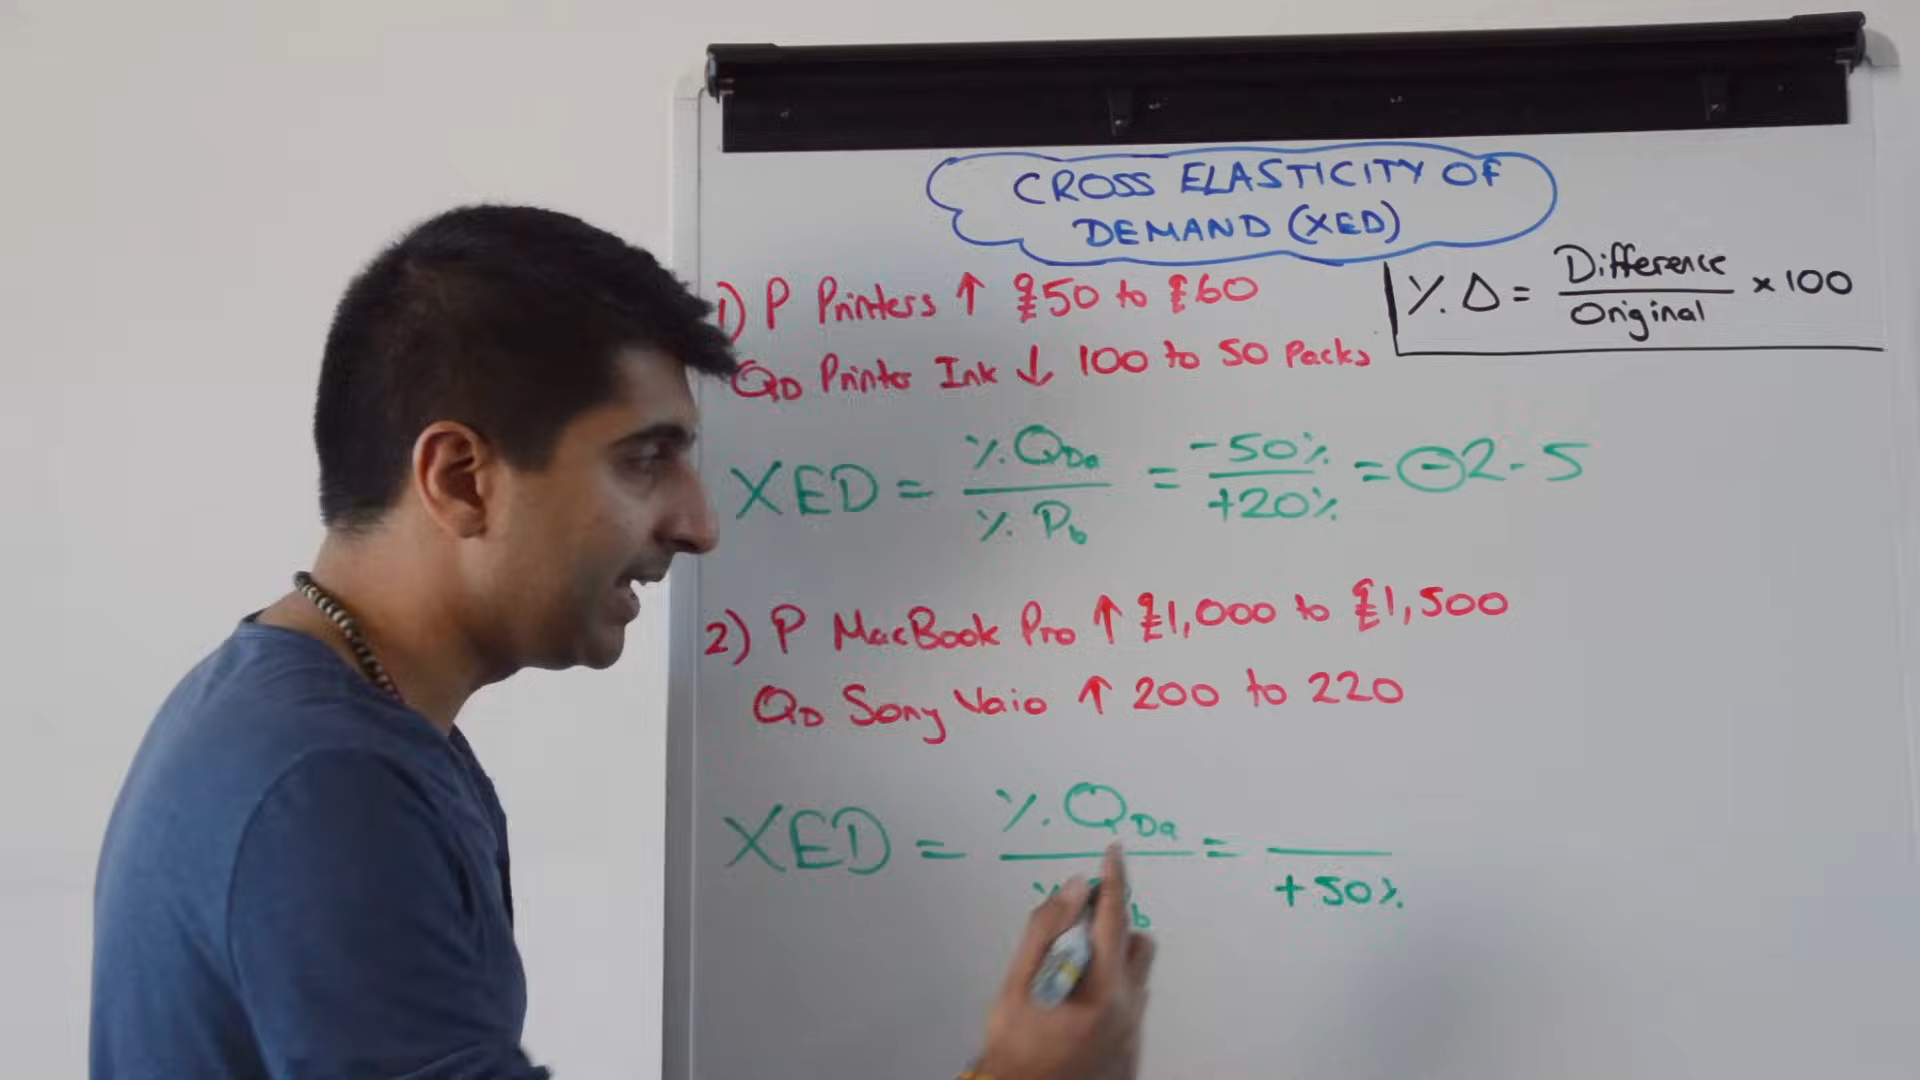 CROSS ELASTICITY OF
DEMAND (XED)
%Δ = Difference / Original × 100
1) P Printers ↑ £50 to £60
QD Printer Ink ↓ 100 to 50 Packs
XED = %QDa / %Pb = -50% / +20% = -2.5
2) P MacBook Pro ↑ £1,000 to £1,500
QD Sony Vaio ↑ 200 to 220
XED = %QDa / % b = / +50%